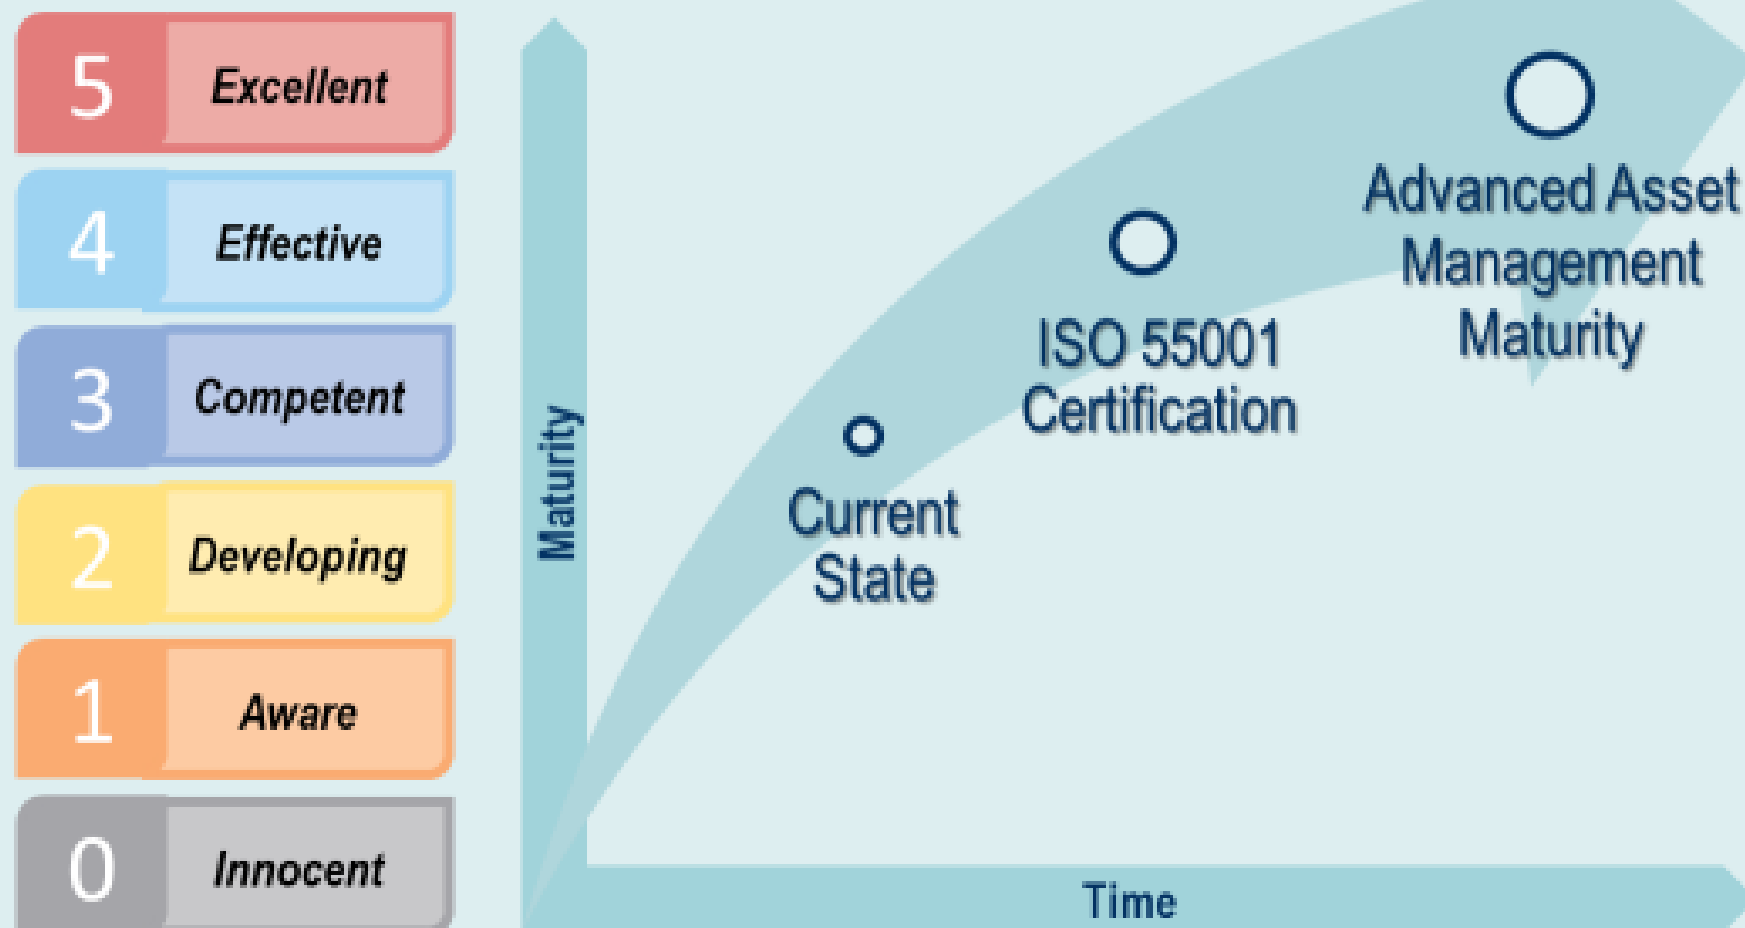 5 Excellent
4 Effective
3 Competent
2 Developing
1 Aware
0 Innocent
Maturity
Time
Current
State
ISO 55001
Certification
Advanced Asset
Management
Maturity